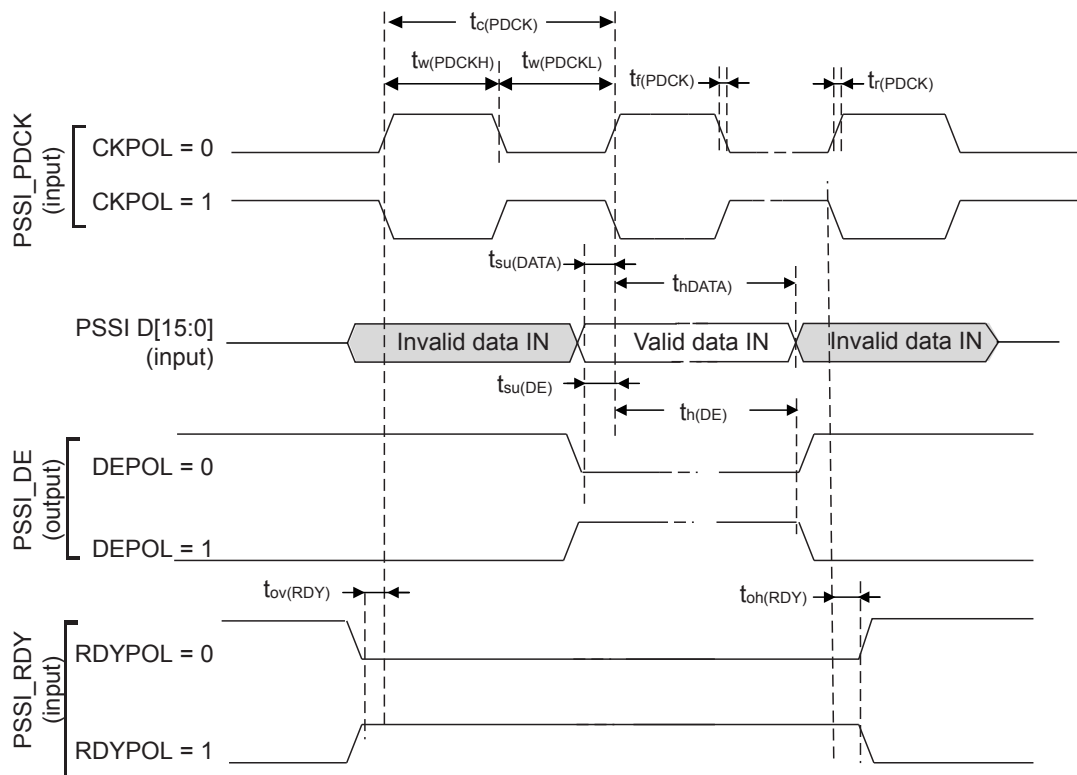 tc(PDCK)
tw(PDCKH)
tw(PDCKL)
tf(PDCK)
tr(PDCK)
PSSI_PDCK
(input)
CKPOL = 0
CKPOL = 1
tsu(DATA)
thDATA)
PSSI D[15:0]
(input)
Invalid data IN
Valid data IN
Invalid data IN
tsu(DE)
th(DE)
PSSI_DE
(output)
DEPOL = 0
DEPOL = 1
tov(RDY)
toh(RDY)
PSSI_RDY
(input)
RDYPOL = 0
RDYPOL = 1